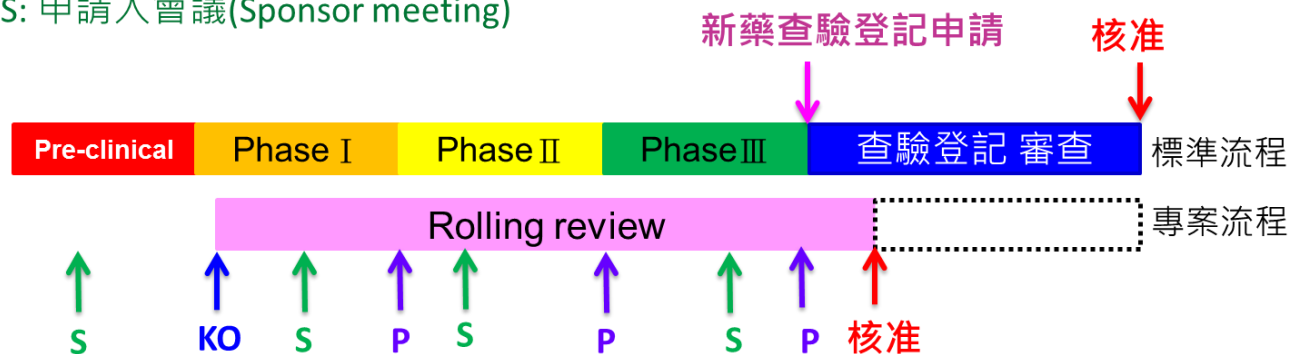 S: 申請人會議(Sponsor meeting)
新藥查驗登記申請
核准
Pre-clinical
Phase Ⅰ
Phase Ⅱ
Phase Ⅲ
查驗登記 審查
標準流程
Rolling review
專案流程
S
KO
S
P
S
P
S
P
核准